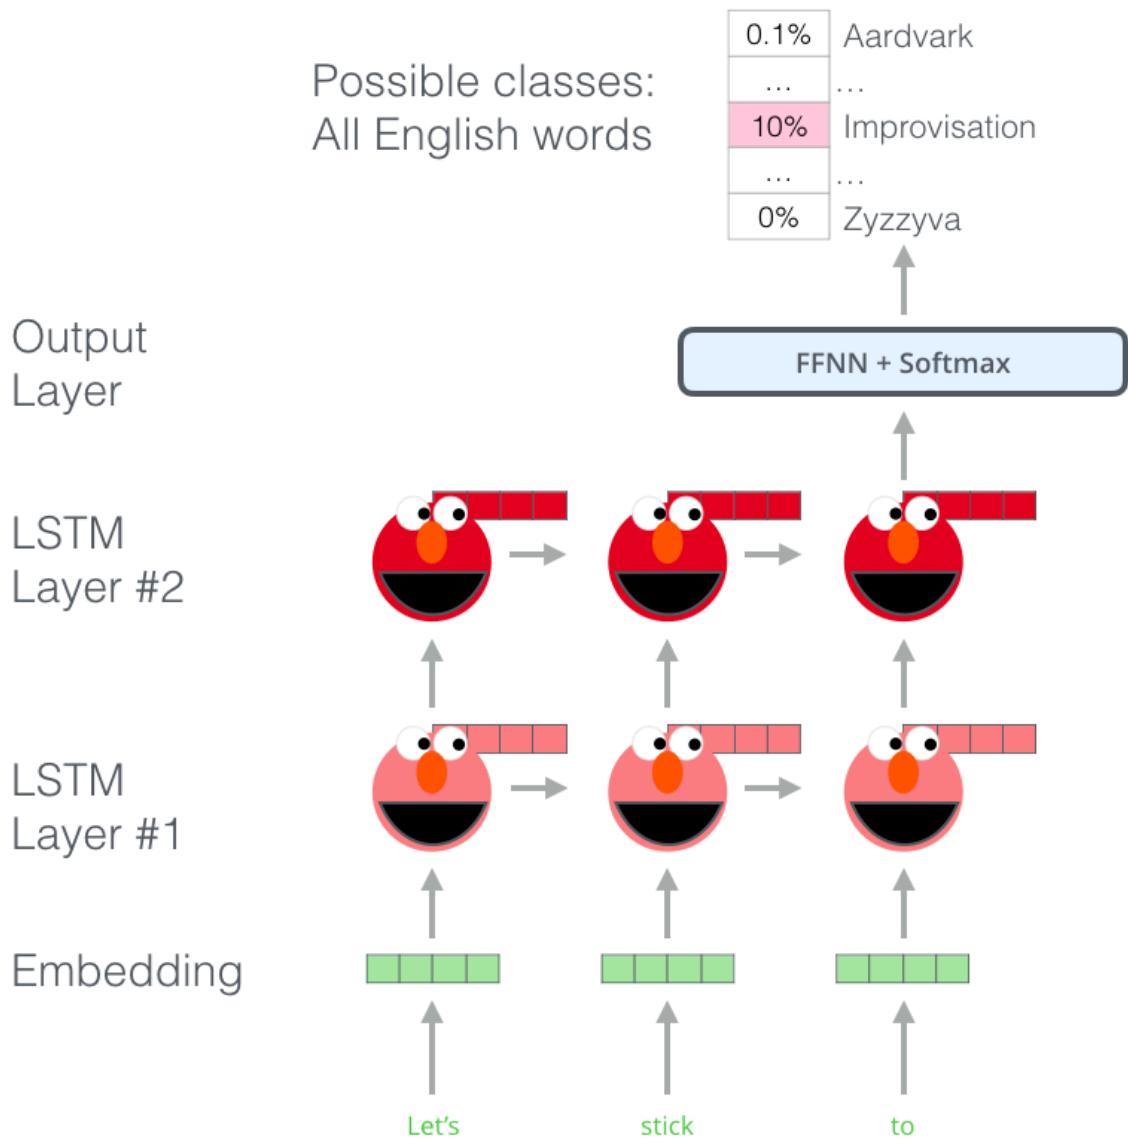 0.1% Aardvark
Possible classes:
... ...
All English words
10% Improvisation
... ...
0% Zyzzyva
Output
Layer
FFNN + Softmax
LSTM
Layer #2
LSTM
Layer #1
Embedding
Let's stick to